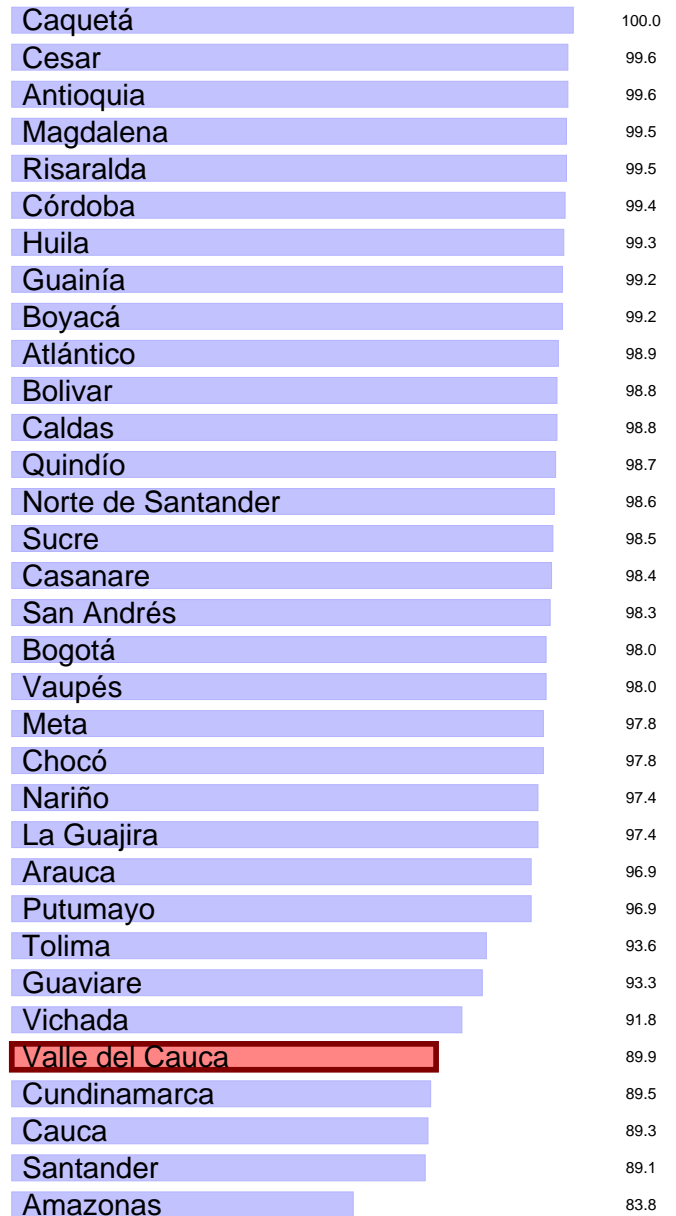 Caquetá 100.0
Cesar 99.6
Antioquia 99.6
Magdalena 99.5
Risaralda 99.5
Córdoba 99.4
Huila 99.3
Guainía 99.2
Boyacá 99.2
Atlántico 98.9
Bolivar 98.8
Caldas 98.8
Quindío 98.7
Norte de Santander 98.6
Sucre 98.5
Casanare 98.4
San Andrés 98.3
Bogotá 98.0
Vaupés 98.0
Meta 97.8
Chocó 97.8
Nariño 97.4
La Guajira 97.4
Arauca 96.9
Putumayo 96.9
Tolima 93.6
Guaviare 93.3
Vichada 91.8
Valle del Cauca 89.9
Cundinamarca 89.5
Cauca 89.3
Santander 89.1
Amazonas 83.8